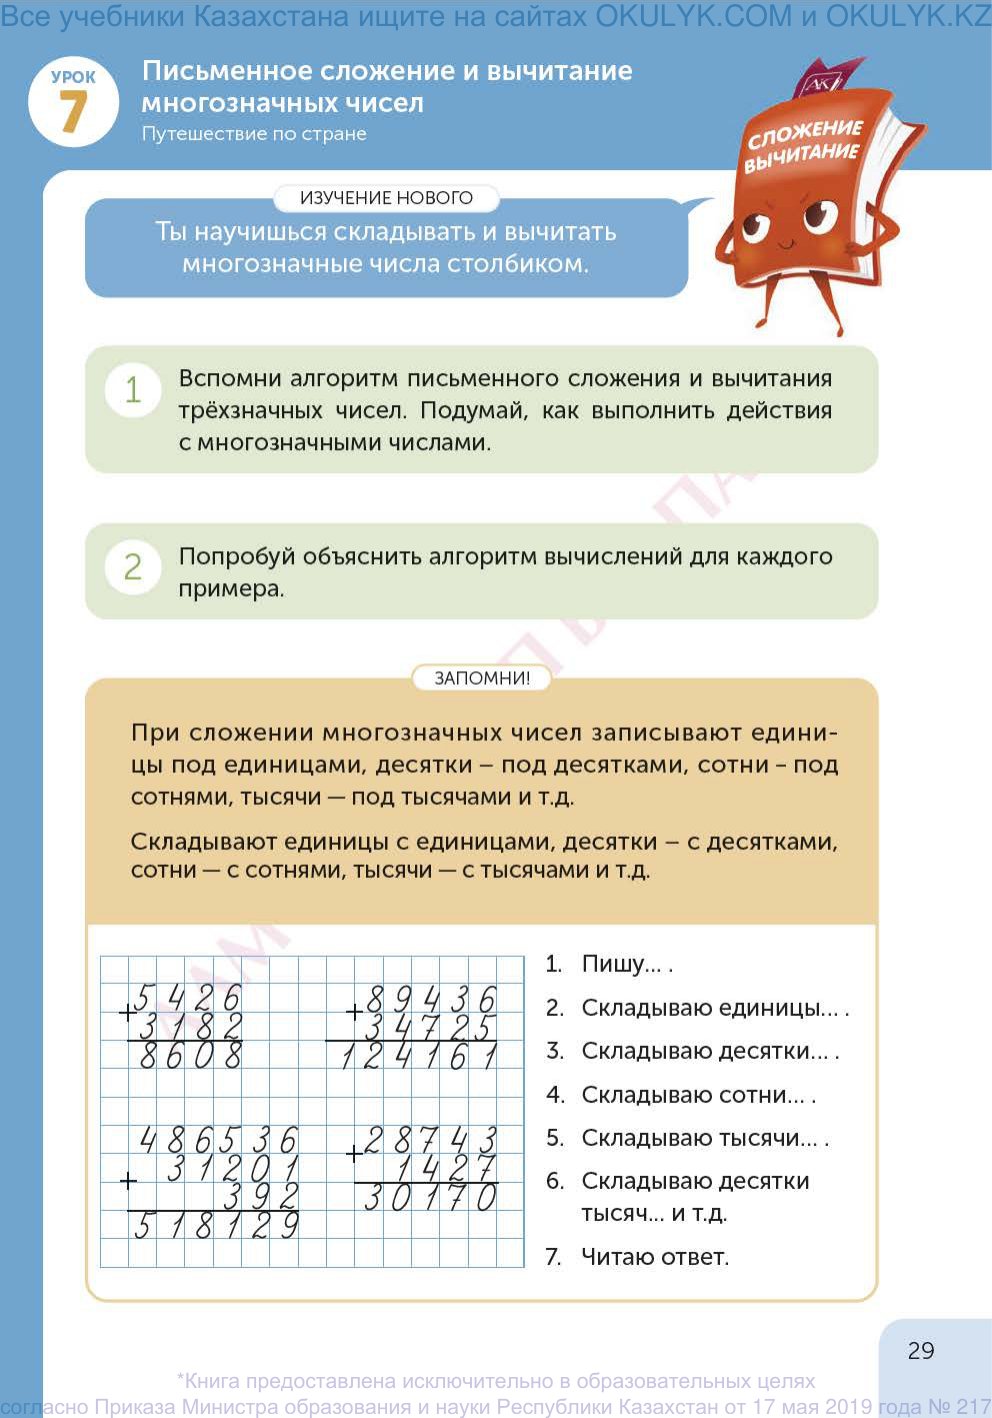 Все учебники Казахстана ищите на сайтах OKULYK.COM и OKULYK.KZ
УРОК
7
Письменное сложение и вычитание
многозначных чисел
Путешествие по стране
АК
СЛОЖЕНИЕ
ВЫЧИТАНИЕ
ИЗУЧЕНИЕ НОВОГО
Ты научишься складывать и вычитать
многозначные числа столбиком.
1
Вспомни алгоритм письменного сложения и вычитания
трёхзначных чисел. Подумай, как выполнить действия
с многозначными числами.
2
Попробуй объяснить алгоритм вычислений для каждого
примера.
ЗАПОМНИ!
При сложении многозначных чисел записывают едини-
цы под единицами, десятки – под десятками, сотни – под
сотнями, тысячи — под тысячами и т.д.
Складывают единицы с единицами, десятки – с десятками,
сотни — с сотнями, тысячи — с тысячами и т.д.
+5426
3182
8608
+89436
34725
124161
486536
+ 31201
392
518129
+28743
1427
30170
1. Пишу... .
2. Складываю единицы... .
3. Складываю десятки... .
4. Складываю сотни... .
5. Складываю тысячи... .
6. Складываю десятки
тысяч... и т.д.
7. Читаю ответ.
29
*Книга предоставлена исключительно в образовательных целях
согласно Приказа Министра образования и науки Республики Казахстан от 17 мая 2019 года № 217